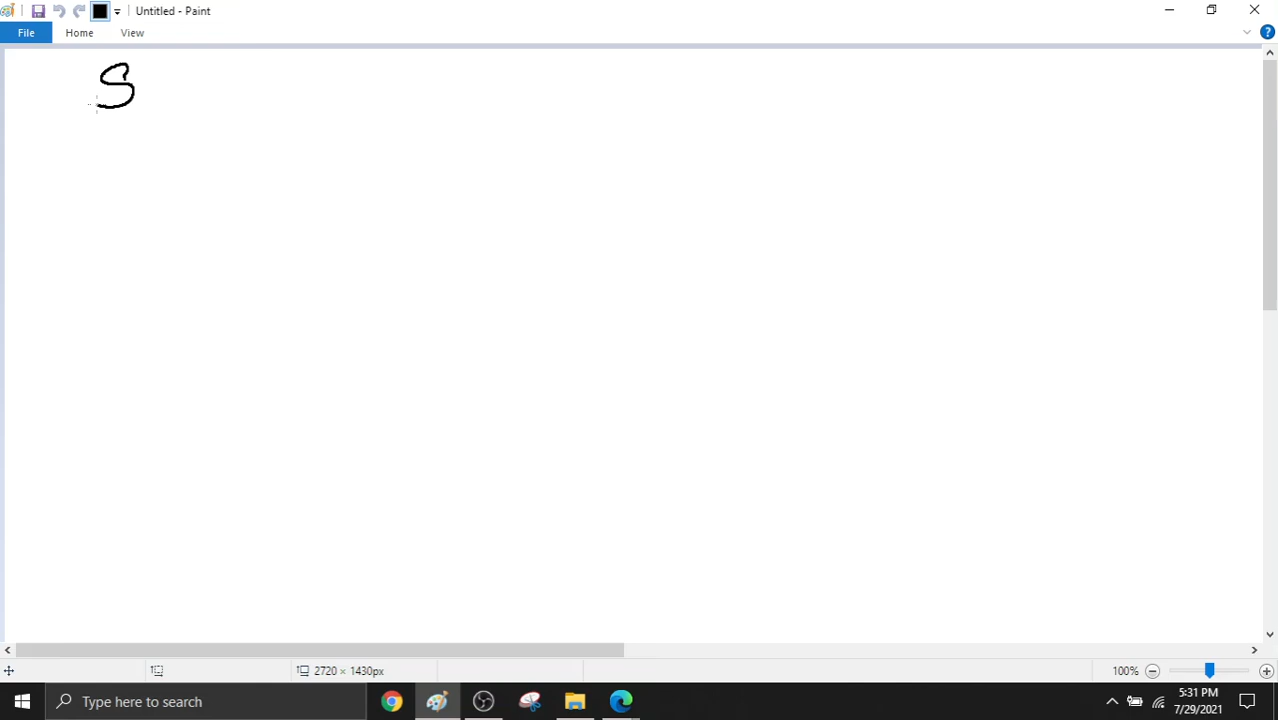 Untitled - Paint
File Home View
S
2720 × 1430px
100%
Type here to search
5:31 PM
7/29/2021